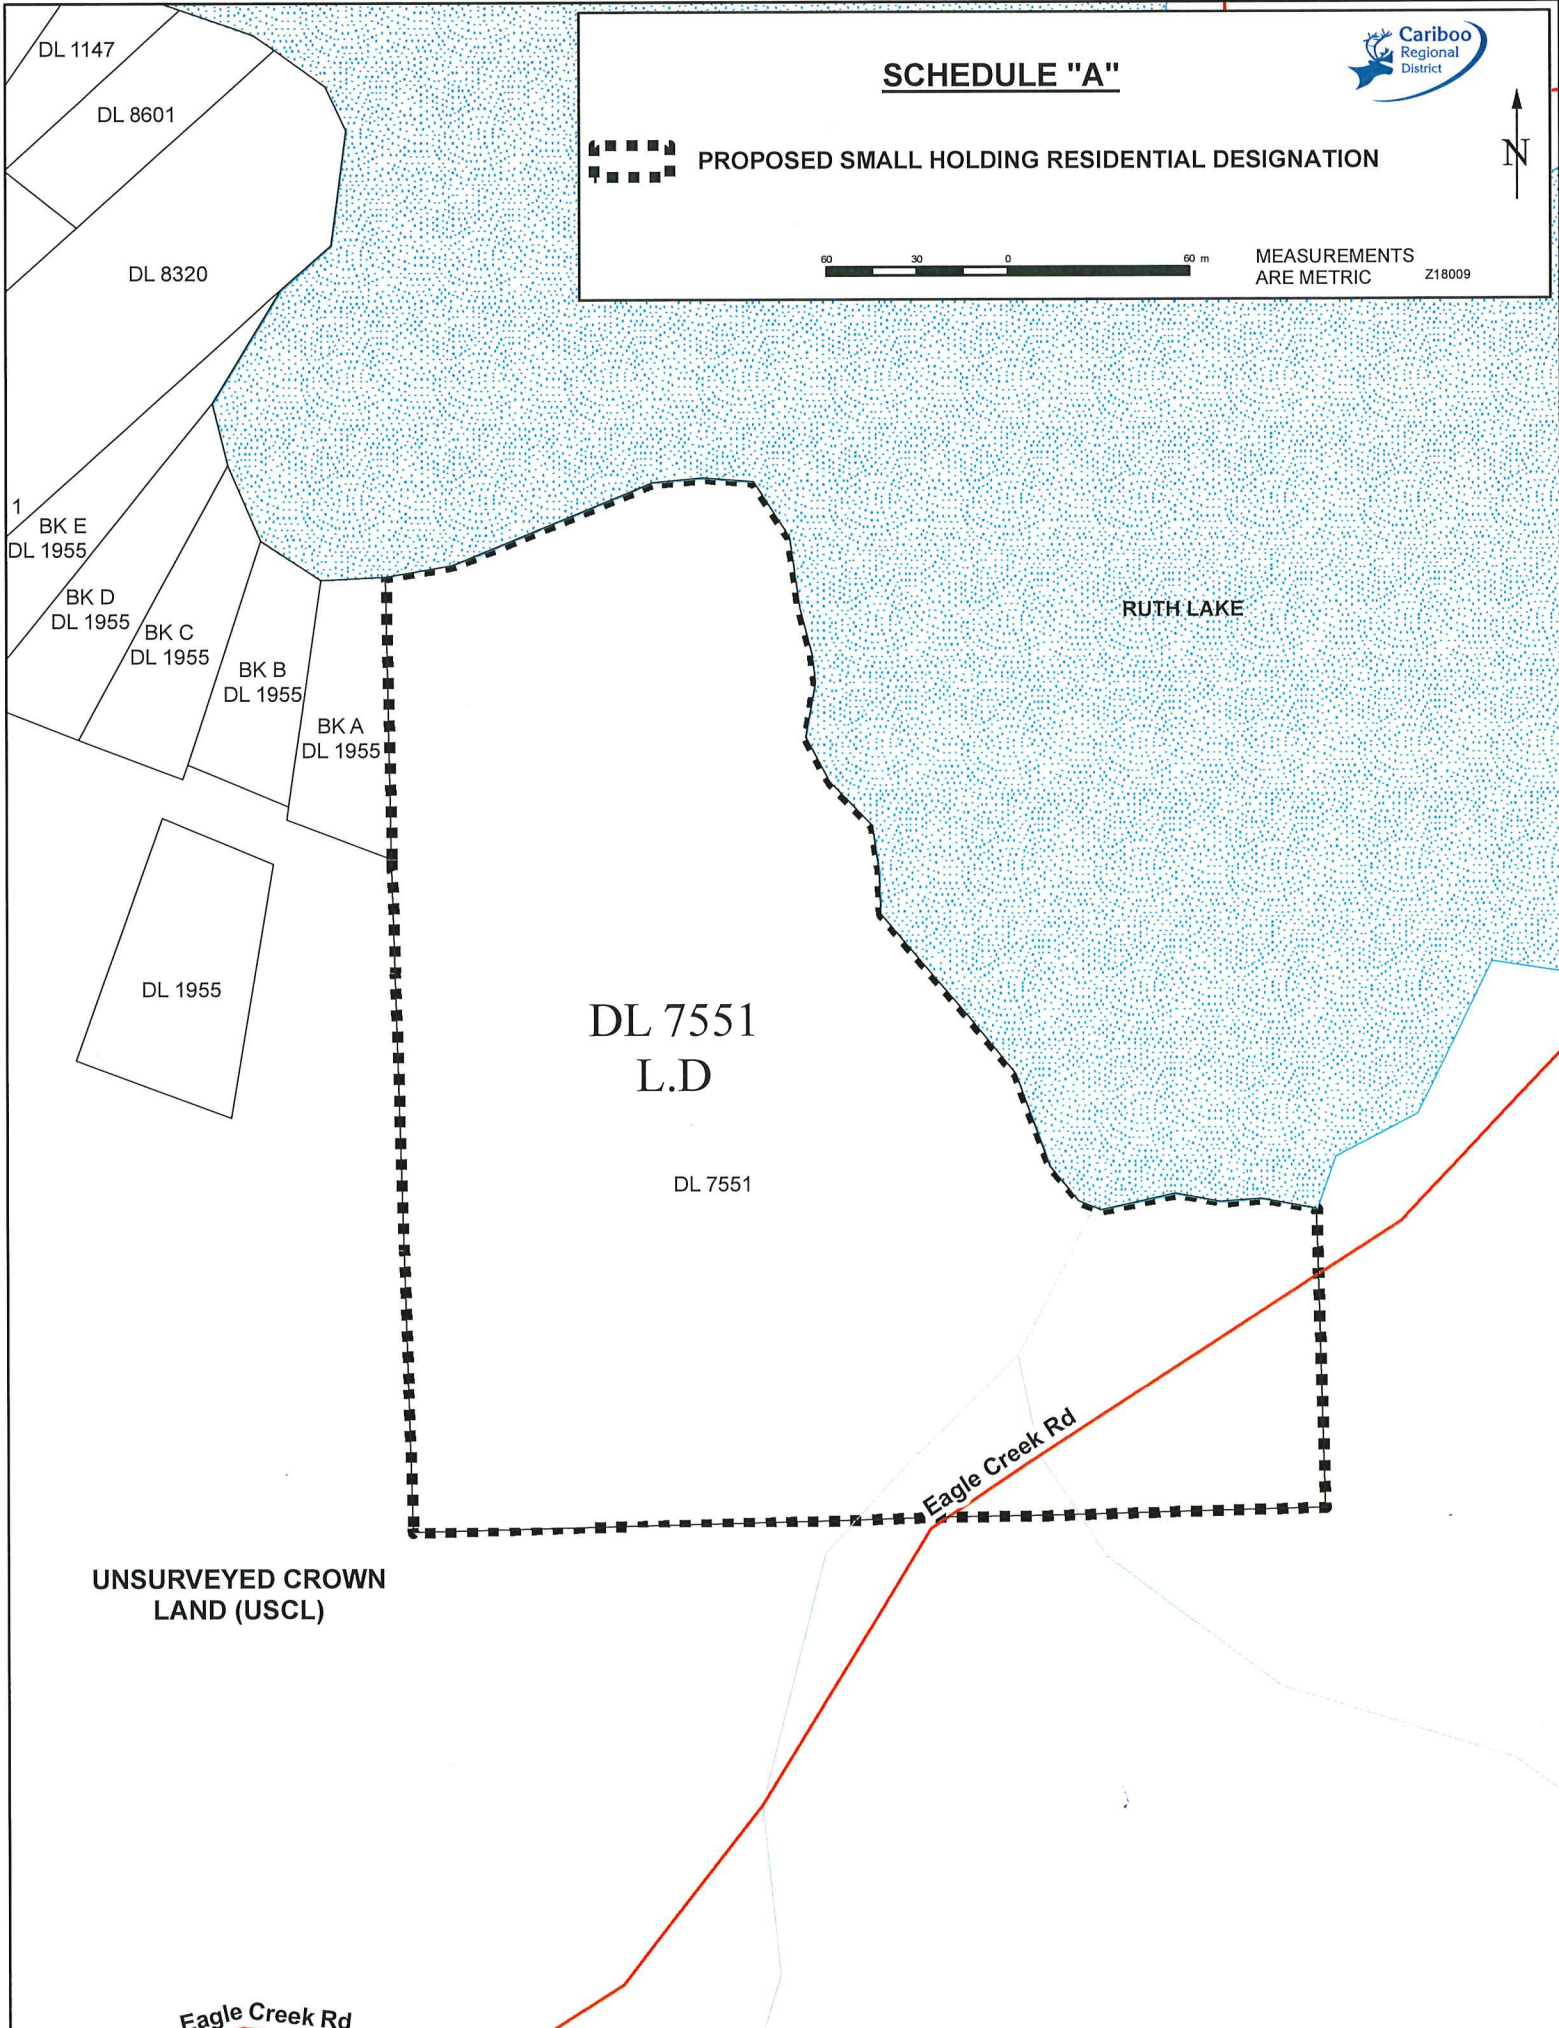 Cariboo
Regional
District
SCHEDULE "A"
N
PROPOSED SMALL HOLDING RESIDENTIAL DESIGNATION
60 30 0 60 m
MEASUREMENTS
ARE METRIC
Z18009
DL 1147
DL 8601
DL 8320
1
BK E
DL 1955
BK D
DL 1955
BK C
DL 1955
BK B
DL 1955
BK A
DL 1955
RUTH LAKE
DL 1955
DL 7551
L.D
DL 7551
Eagle Creek Rd
UNSURVEYED CROWN
LAND (USCL)
Eagle Creek Rd